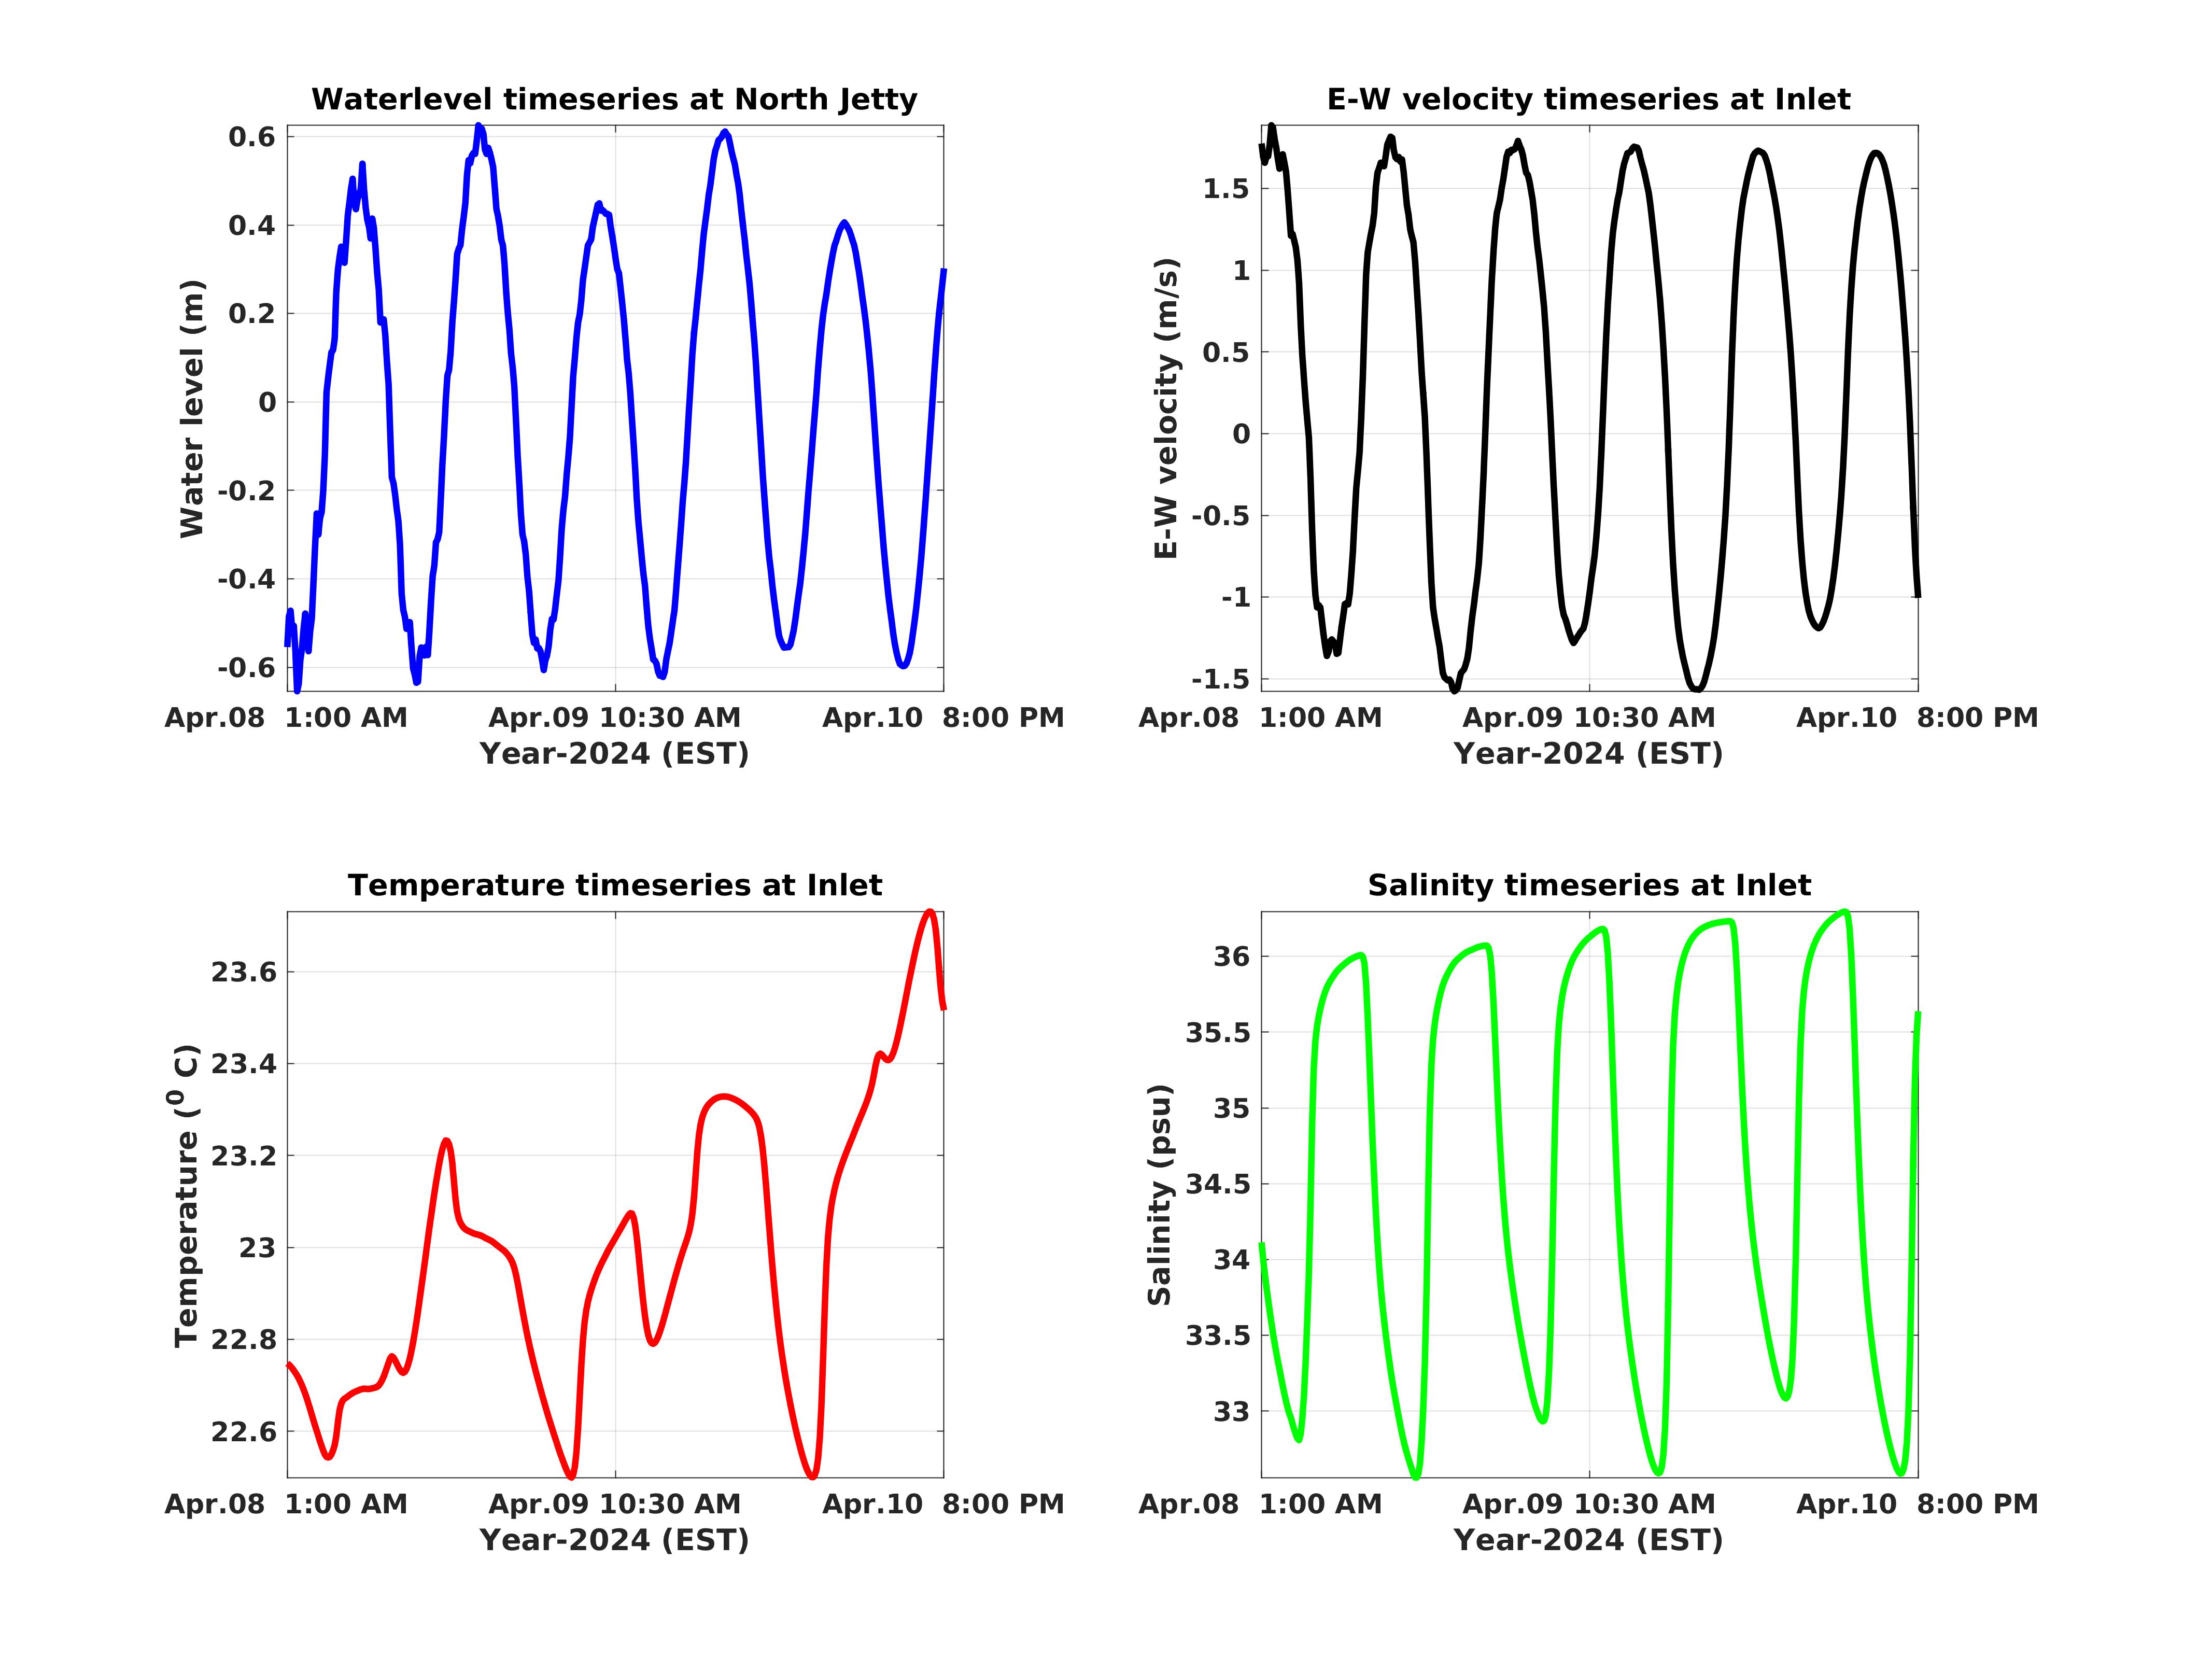 Waterlevel timeseries at North Jetty
0.6
0.4
0.2
0
-0.2
-0.4
-0.6
Water level (m)
Apr.08 1:00 AM Apr.09 10:30 AM Apr.10 8:00 PM
Year-2024 (EST)
E-W velocity timeseries at Inlet
1.5
1
0.5
0
-0.5
-1
-1.5
E-W velocity (m/s)
Apr.08 1:00 AM Apr.09 10:30 AM Apr.10 8:00 PM
Year-2024 (EST)
Temperature timeseries at Inlet
23.6
23.4
23.2
23
22.8
22.6
Temperature (⁰ C)
Apr.08 1:00 AM Apr.09 10:30 AM Apr.10 8:00 PM
Year-2024 (EST)
Salinity timeseries at Inlet
36
35.5
35
34.5
34
33.5
33
Salinity (psu)
Apr.08 1:00 AM Apr.09 10:30 AM Apr.10 8:00 PM
Year-2024 (EST)